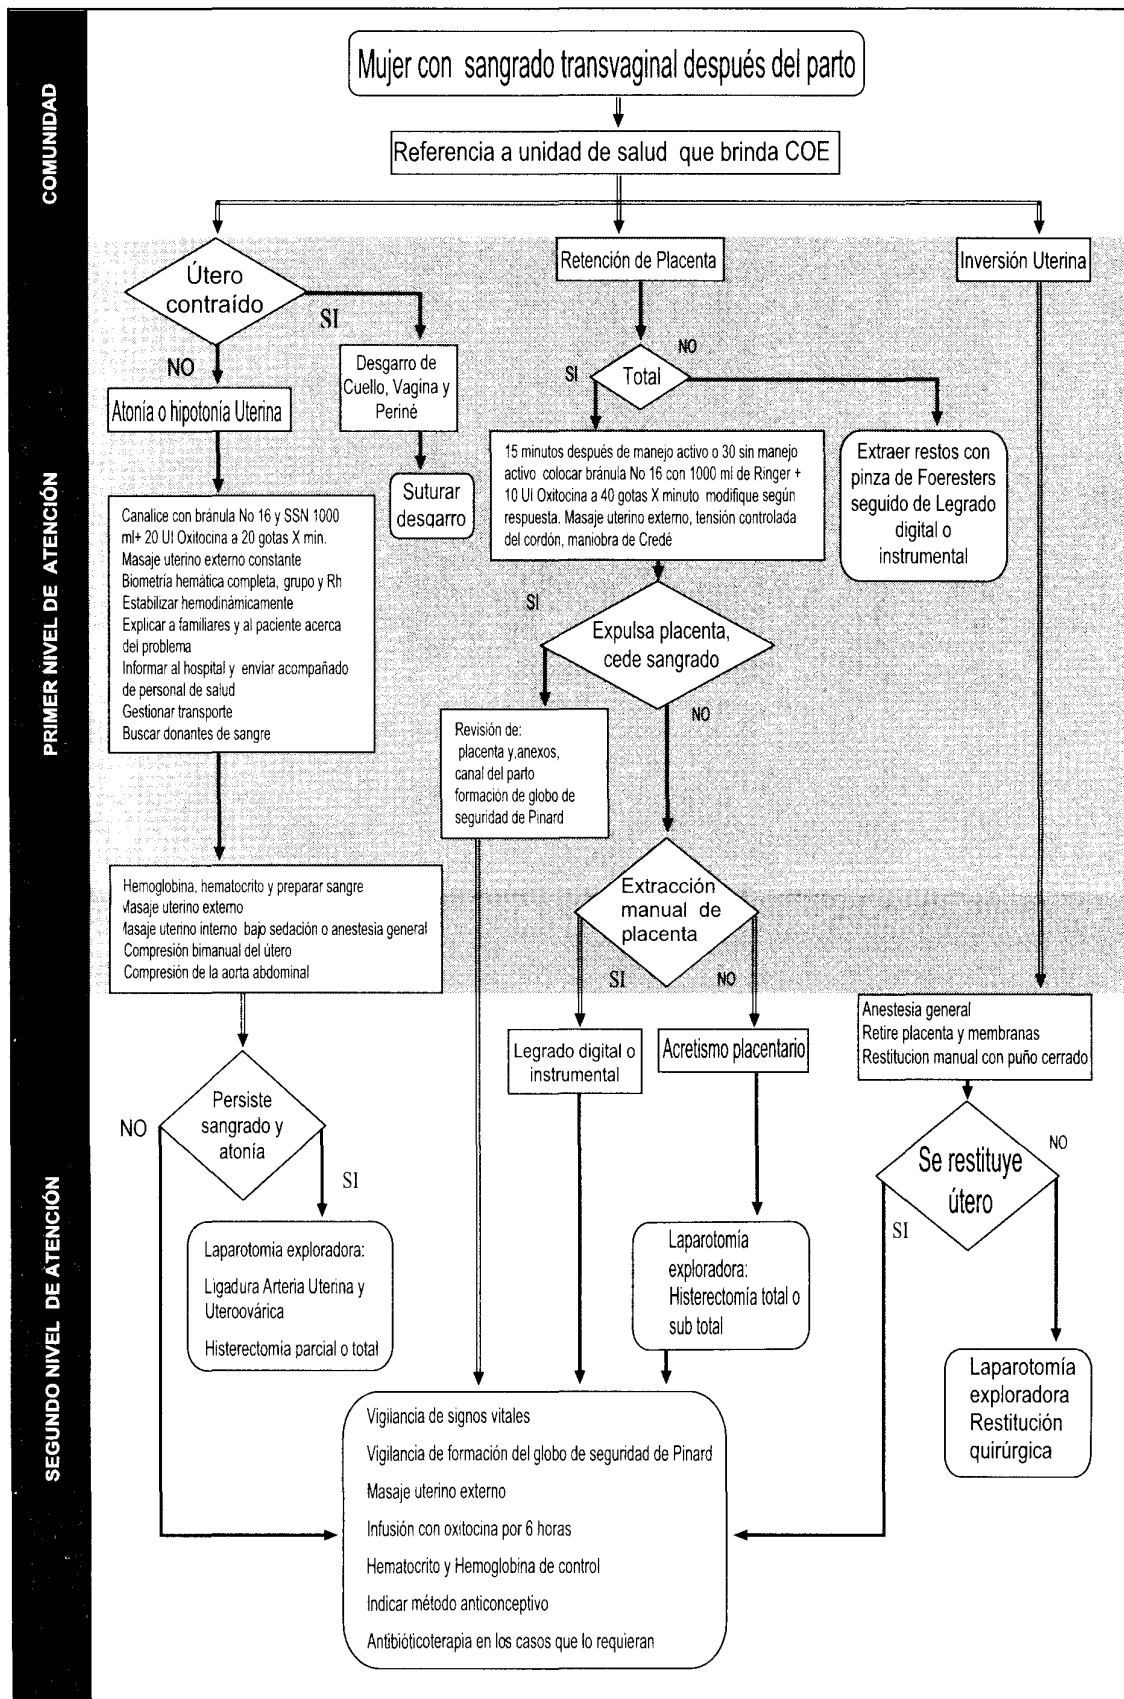 COMUNIDAD
Mujer con sangrado transvaginal después del parto
Referencia a unidad de salud que brinda COE
PRIMER NIVEL DE ATENCIÓN
Útero
contraído
SI
NO
Retención de Placenta
Inversión Uterina
Desgarro de
Cuello, Vagina y
Periné
Suturar
desgarro
Atonía o hipotonía Uterina
Total
SI
NO
15 minutos después de manejo activo o 30 sin manejo
activo colocar bránula No 16 con 1000 ml de Ringer +
10 UI Oxitocina a 40 gotas X minuto modifique según
respuesta. Masaje uterino externo, tensión controlada
del cordón, maniobra de Credé
Extraer restos con
pinza de Foeresters
seguido de Legrado
digital o
instrumental
Canalice con bránula No 16 y SSN 1000
ml+ 20 UI Oxitocina a 20 gotas X min.
Masaje uterino externo constante
Biometría hemática completa, grupo y Rh
Estabilizar hemodinámicamente
Explicar a familiares y al paciente acerca
del problema
Informar al hospital y enviar acompañado
de personal de salud
Gestionar transporte
Buscar donantes de sangre
SI
Expulsa placenta,
cede sangrado
NO
Revisión de:
placenta y,anexos,
canal del parto
formación de globo de
seguridad de Pinard
Extracción
manual de
placenta
SI
NO
Hemoglobina, hematocrito y preparar sangre
Masaje uterino externo
Masaje uterino interno bajo sedación o anestesia general
Compresión bimanual del útero
Compresión de la aorta abdominal
SEGUNDO NIVEL DE ATENCIÓN
Legrado digital o
instrumental
Acretismo placentario
Anestesia general
Retire placenta y membranas
Restitucion manual con puño cerrado
Persiste
sangrado y
atonía
NO
SI
Se restituye
útero
NO
SI
Laparotomia exploradora:
Ligadura Arteria Uterina y
Uteroovárica
Histerectomía parcial o total
Laparotomía
exploradora:
Histerectomía total o
sub total
Laparotomía
exploradora
Restitución
quirúrgica
Vigilancia de signos vitales
Vigilancia de formación del globo de seguridad de Pinard
Masaje uterino externo
Infusión con oxitocina por 6 horas
Hematocrito y Hemoglobina de control
Indicar método anticonceptivo
Antibióticoterapia en los casos que lo requieran